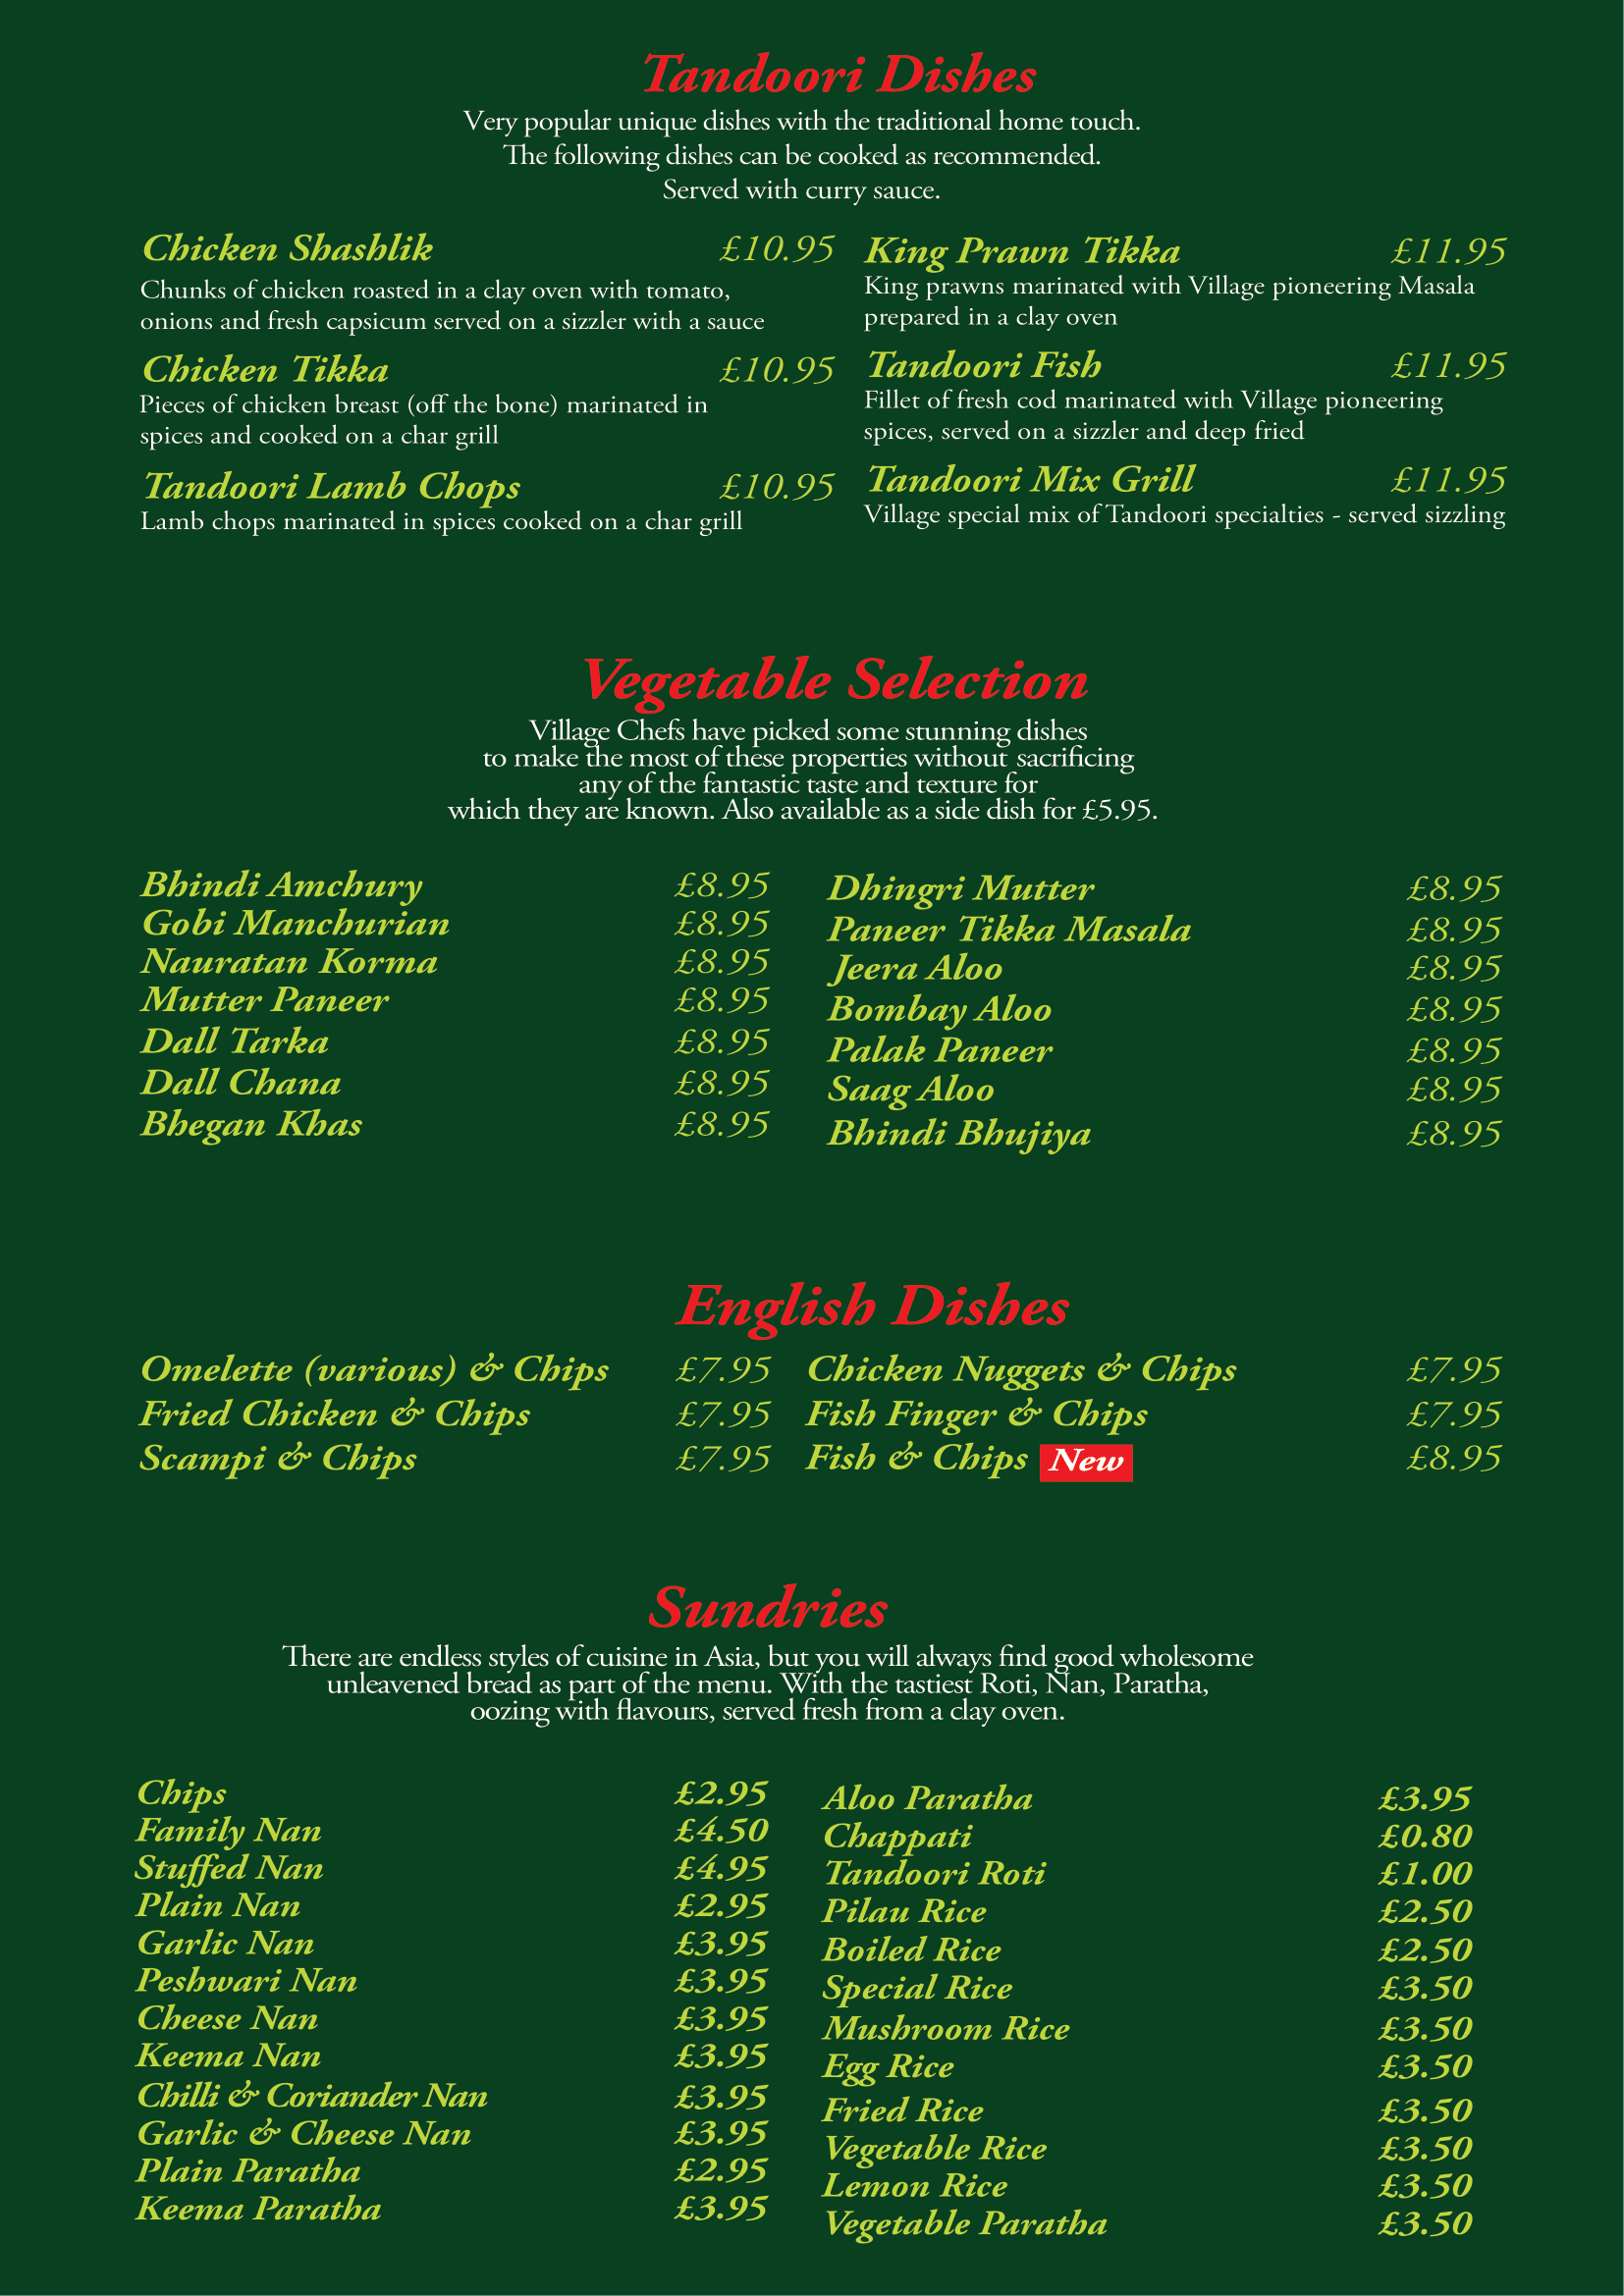 Tandoori Dishes
Very popular unique dishes with the traditional home touch.
The following dishes can be cooked as recommended.
Served with curry sauce.
Chicken Shashlik £10.95
Chunks of chicken roasted in a clay oven with tomato,
onions and fresh capsicum served on a sizzler with a sauce
Chicken Tikka £10.95
Pieces of chicken breast (off the bone) marinated in
spices and cooked on a char grill
Tandoori Lamb Chops £10.95
Lamb chops marinated in spices cooked on a char grill
King Prawn Tikka £11.95
King prawns marinated with Village pioneering Masala
prepared in a clay oven
Tandoori Fish £11.95
Fillet of fresh cod marinated with Village pioneering
spices, served on a sizzler and deep fried
Tandoori Mix Grill £11.95
Village special mix of Tandoori specialties - served sizzling
Vegetable Selection
Village Chefs have picked some stunning dishes
to make the most of these properties without sacrificing
any of the fantastic taste and texture for
which they are known. Also available as a side dish for £5.95.
Bhindi Amchury £8.95
Gobi Manchurian £8.95
Nauratan Korma £8.95
Mutter Paneer £8.95
Dall Tarka £8.95
Dall Chana £8.95
Bhegan Khas £8.95
Dhingri Mutter £8.95
Paneer Tikka Masala £8.95
Jeera Aloo £8.95
Bombay Aloo £8.95
Palak Paneer £8.95
Saag Aloo £8.95
Bhindi Bhujiya £8.95
English Dishes
Omelette (various) & Chips £7.95
Fried Chicken & Chips £7.95
Scampi & Chips £7.95
Chicken Nuggets & Chips £7.95
Fish Finger & Chips £7.95
Fish & Chips New £8.95
Sundries
There are endless styles of cuisine in Asia, but you will always find good wholesome
unleavened bread as part of the menu. With the tastiest Roti, Nan, Paratha,
oozing with flavours, served fresh from a clay oven.
Chips £2.95
Family Nan £4.50
Stuffed Nan £4.95
Plain Nan £2.95
Garlic Nan £3.95
Peshwari Nan £3.95
Cheese Nan £3.95
Keema Nan £3.95
Chilli & Coriander Nan £3.95
Garlic & Cheese Nan £3.95
Plain Paratha £2.95
Keema Paratha £3.95
Aloo Paratha £3.95
Chappati £0.80
Tandoori Roti £1.00
Pilau Rice £2.50
Boiled Rice £2.50
Special Rice £3.50
Mushroom Rice £3.50
Egg Rice £3.50
Fried Rice £3.50
Vegetable Rice £3.50
Lemon Rice £3.50
Vegetable Paratha £3.50